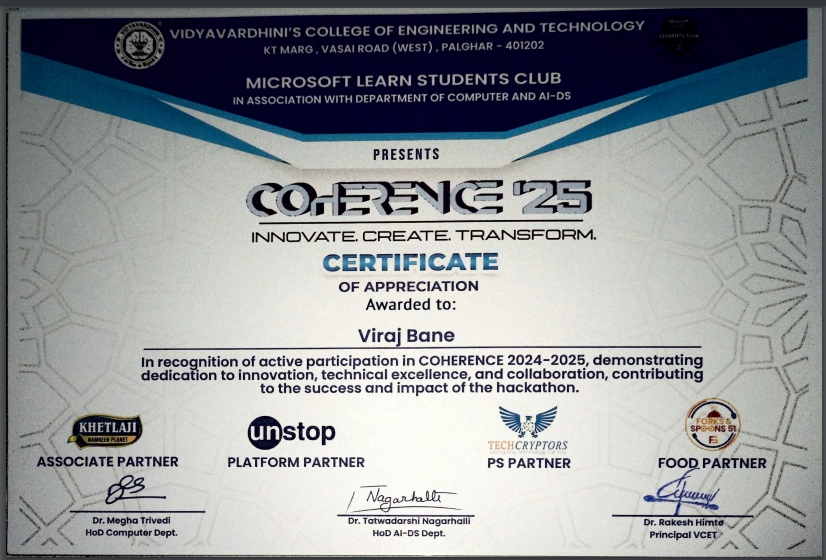 VIDYAVARDHINI'S COLLEGE OF ENGINEERING AND TECHNOLOGY
KT MARG , VASAI ROAD (WEST) , PALGHAR - 401202
MICROSOFT LEARN STUDENTS CLUB
IN ASSOCIATION WITH DEPARTMENT OF COMPUTER AND AI-DS
PRESENTS
COHERENCE '25
INNOVATE. CREATE. TRANSFORM.
CERTIFICATE
OF APPRECIATION
Awarded to:
Viraj Bane
In recognition of active participation in COHERENCE 2024-2025, demonstrating
dedication to innovation, technical excellence, and collaboration, contributing
to the success and impact of the hackathon.
KHETLAJI
NAMKEEN PLANET
ASSOCIATE PARTNER
unstop
PLATFORM PARTNER
TECHCRYPTORS
PS PARTNER
FORKS &
SPOONS 51
FOOD PARTNER
Nagarhalli
Dr. Megha Trivedi
HoD Computer Dept.
Dr. Tatwadarshi Nagarhalli
HoD AI-DS Dept.
Dr. Rakesh Himte
Principal VCET